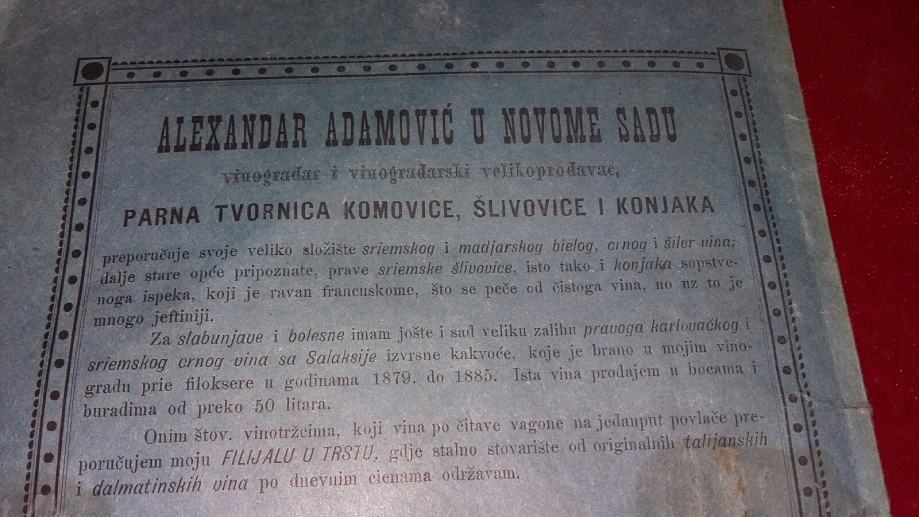 ALEXANDAR ADAMOVIĆ U NOVOME SADU
vinogradar i vinogradarski velikoprodavac,
PARNA TVORNICA KOMOVICE, ŠLIVOVICE I KONJAKA
preporučuje svoje veliko složište sriemskog i madjarskog bielog, crnog i šiler vina;
dalje stare opće pripoznate, prave sriemske šlivovice, isto tako i konjaka sopstve-
noga ispeka, koji je ravan francuskome, što se peče od čistoga vina, no uz to je
mnogo jeftiniji.
Za slabunjave i bolesne imam jošte i sad veliku zalihu pravoga karlovačkog i
sriemskog crnog vina sa Salaksije izvrsne kakvoće, koje je brano u mojim vino-
gradu prie filoksere u godinama 1879. do 1885. Ista vina prodajem u bocama i
buradima od preko 50 litara.
Onim štov. vinotržcima, koji vina po čitave vagone na jedanput povlače pre-
poručujem moju FILIJALU U TRSTU, gdje stalno stovarište od originalnih talijanskih
i dalmatinskih vina po dnevnim cienama održavam.